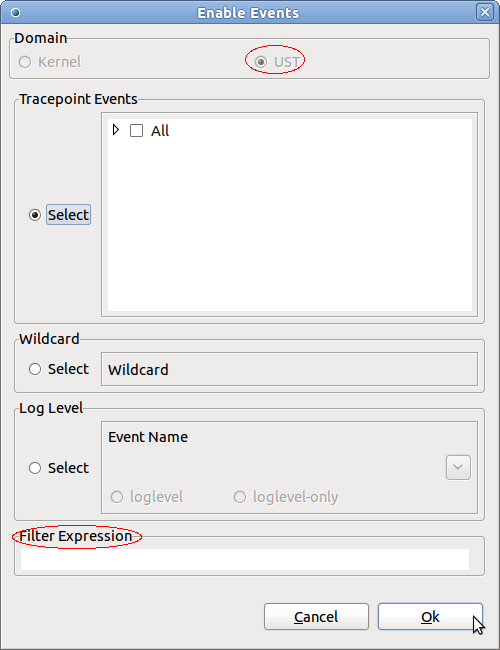 Enable Events
Domain
Kernel UST
Tracepoint Events
All
Select
Wildcard
Select Wildcard
Log Level
Event Name
Select
loglevel loglevel-only
Filter Expression
Cancel Ok